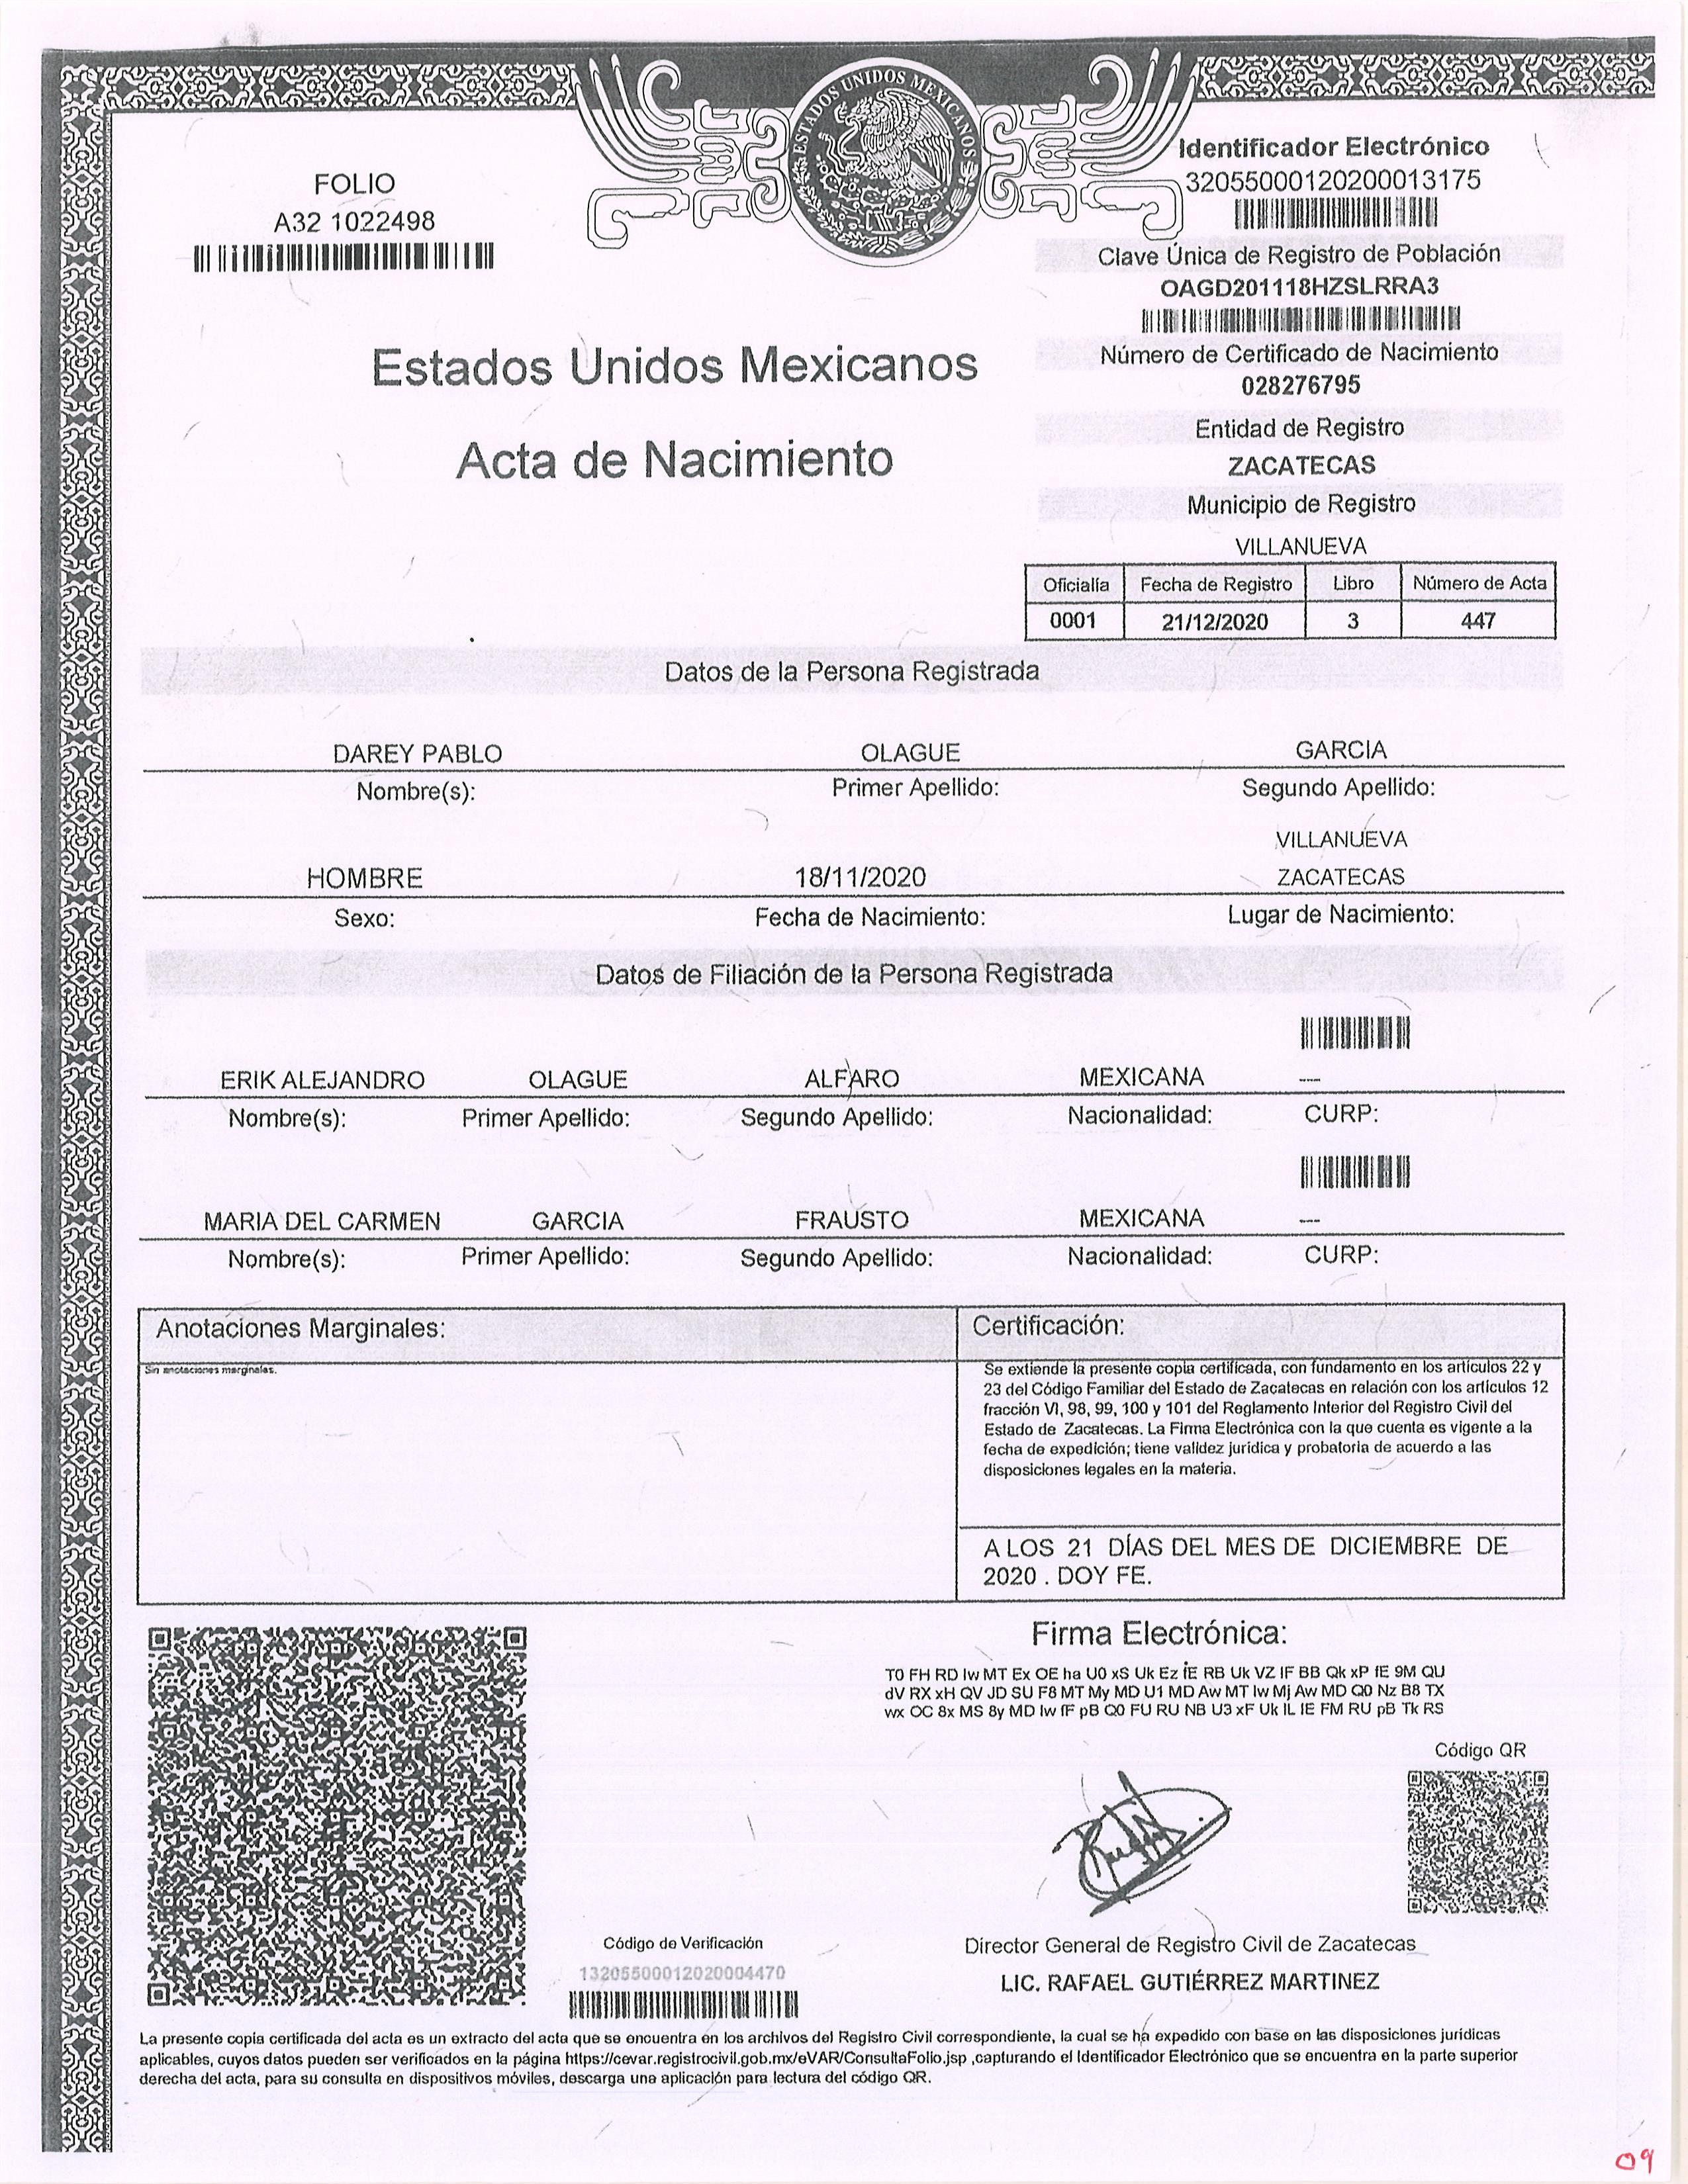 ESTADOS UNIDOS MEXICANOS
FOLIO
A32 1022498
Identificador Electrónico
32055000120200013175
Clave Única de Registro de Población
OAGD201118HZSLRRA3
Número de Certificado de Nacimiento
028276795
Entidad de Registro
ZACATECAS
Municipio de Registro
VILLANUEVA
Estados Unidos Mexicanos
Acta de Nacimiento
Oficialía Fecha de Registro Libro Número de Acta
0001 21/12/2020 3 447
Datos de la Persona Registrada
DAREY PABLO OLAGUE GARCIA
Nombre(s): Primer Apellido: Segundo Apellido:
VILLANUEVA
HOMBRE 18/11/2020 ZACATECAS
Sexo: Fecha de Nacimiento: Lugar de Nacimiento:
Datos de Filiación de la Persona Registrada
ERIK ALEJANDRO OLAGUE ALFARO MEXICANA ---
Nombre(s): Primer Apellido: Segundo Apellido: Nacionalidad: CURP:
MARIA DEL CARMEN GARCIA FRAUSTO MEXICANA ---
Nombre(s): Primer Apellido: Segundo Apellido: Nacionalidad: CURP:
Anotaciones Marginales:
Sin anotaciones marginales.
Certificación:
Se extiende la presente copia certificada, con fundamento en los artículos 22 y
23 del Código Familiar del Estado de Zacatecas en relación con los artículos 12
fracción VI, 98, 99, 100 y 101 del Reglamento Interior del Registro Civil del
Estado de Zacatecas. La Firma Electrónica con la que cuenta es vigente a la
fecha de expedición; tiene validez jurídica y probatoria de acuerdo a las
disposiciones legales en la materia.
A LOS 21 DÍAS DEL MES DE DICIEMBRE DE
2020 . DOY FE.
Firma Electrónica:
T0 FH RD Iw MT Ex OE ha U0 xS Uk Ez fE RB Uk VZ IF BB Qk xP fE 9M QU
dV RX xH QV JD SU F8 MT My MD U1 MD Aw MT Iw Mj Aw MD Q0 Nz B8 TX
wx OC 8x MS 8y MD Iw fF pB Q0 FU RU NB U3 xF Uk lL IE FM RU pB Tk RS
Código QR
Código de Verificación
13205500012020004470
Director General de Registro Civil de Zacatecas
LIC. RAFAEL GUTIÉRREZ MARTINEZ
La presente copia certificada del acta es un extracto del acta que se encuentra en los archivos del Registro Civil correspondiente, la cual se ha expedido con base en las disposiciones jurídicas
aplicables, cuyos datos pueden ser verificados en la página https://cevar.registrocivil.gob.mx/eVAR/ConsultaFolio.jsp ,capturando el Identificador Electrónico que se encuentra en la parte superior
derecha del acta, para su consulta en dispositivos móviles, descarga una aplicación para lectura del código QR.
09